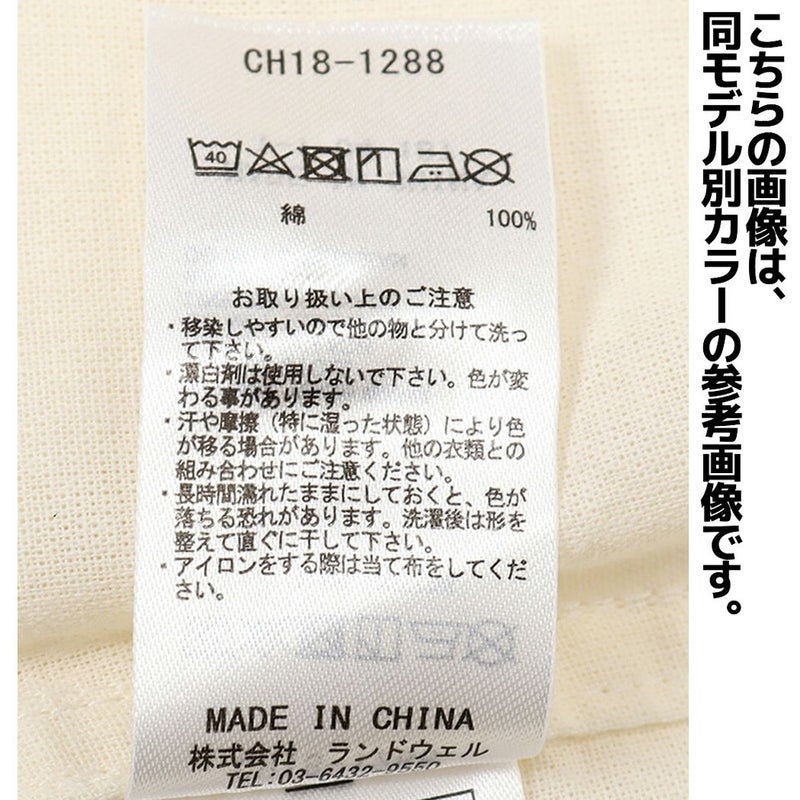 CH18-1288
40
綿 100%
お取り扱い上のご注意
・移染しやすいので他の物と分けて洗っ
て下さい。
・漂白剤は使用しないで下さい。色が変
わる事があります。
・汗や摩擦（特に湿った状態）により色
が移る場合があります。他の衣類との
組み合わせにご注意ください。
・長時間濡れたままにしておくと、色が
落ちる恐れがあります。洗濯後は形を
整えて直ぐに干して下さい。
・アイロンをする際は当て布をしてくだ
さい。
MADE IN CHINA
株式会社 ランドウェル
TEL:03-6432-9550
こちらの画像は、
同モデル別カラーの参考画像です。